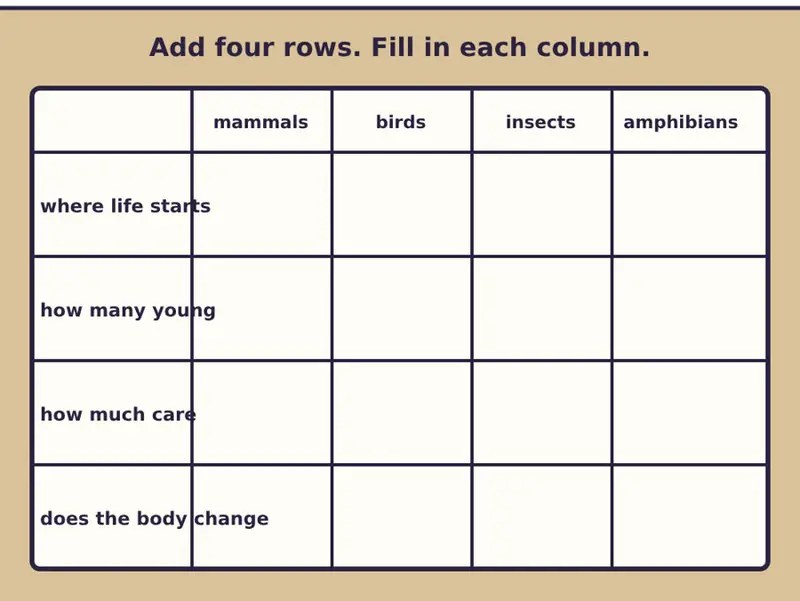 Add four rows. Fill in each column.
mammals birds insects amphibians
where life starts
how many young
how much care
does the body change